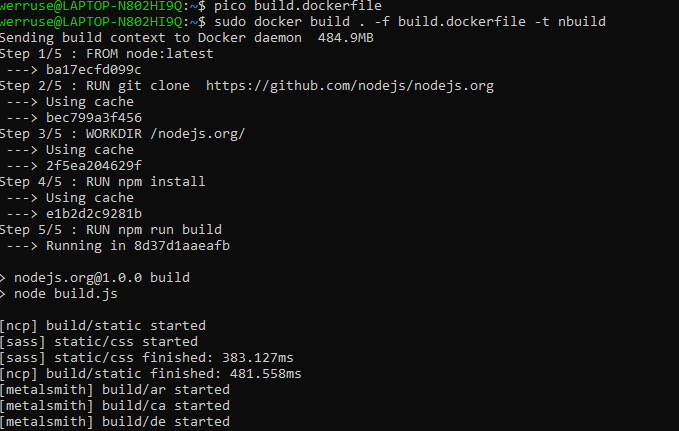 werruse@LAPTOP-N802HI9Q:~$ pico build.dockerfile
werruse@LAPTOP-N802HI9Q:~$ sudo docker build . -f build.dockerfile -t nbuild
Sending build context to Docker daemon  484.9MB
Step 1/5 : FROM node:latest
 ---> ba17ecfd099c
Step 2/5 : RUN git clone  https://github.com/nodejs/nodejs.org
 ---> Using cache
 ---> bec799a3f456
Step 3/5 : WORKDIR /nodejs.org/
 ---> Using cache
 ---> 2f5ea204629f
Step 4/5 : RUN npm install
 ---> Using cache
 ---> e1b2d2c9281b
Step 5/5 : RUN npm run build
 ---> Running in 8d37d1aaeafb
> nodejs.org@1.0.0 build
> node build.js
[ncp] build/static started
[sass] static/css started
[sass] static/css finished: 383.127ms
[ncp] build/static finished: 481.558ms
[metalsmith] build/ar started
[metalsmith] build/ca started
[metalsmith] build/de started